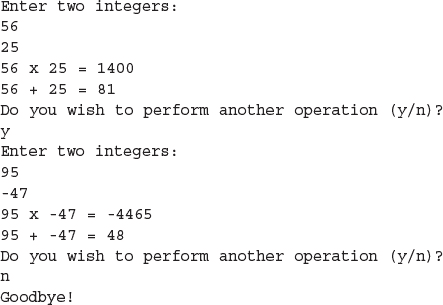 Enter two integers:
56
25
56 x 25 = 1400
56 + 25 = 81
Do you wish to perform another operation (y/n)?
y
Enter two integers:
95
-47
95 x -47 = -4465
95 + -47 = 48
Do you wish to perform another operation (y/n)?
n
Goodbye!